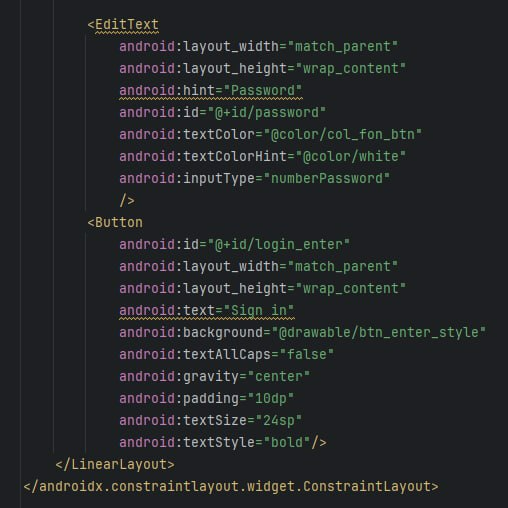 <EditText
android:layout_width="match_parent"
android:layout_height="wrap_content"
android:hint="Password"
android:id="@+id/password"
android:textColor="@color/col_fon_btn"
android:textColorHint="@color/white"
android:inputType="numberPassword"
/>
<Button
android:id="@+id/login_enter"
android:layout_width="match_parent"
android:layout_height="wrap_content"
android:text="Sign in"
android:background="@drawable/btn_enter_style"
android:textAllCaps="false"
android:gravity="center"
android:padding="10dp"
android:textSize="24sp"
android:textStyle="bold"/>
</LinearLayout>
</androidx.constraintlayout.widget.ConstraintLayout>